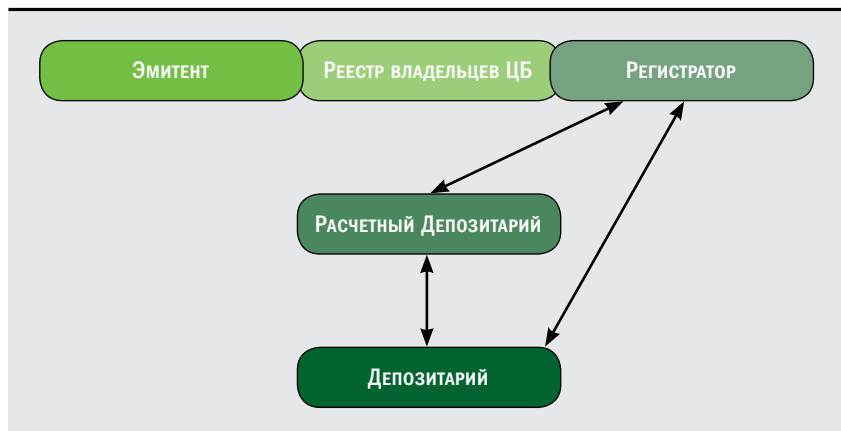 Эмитент
Реестр владельцев ЦБ
Регистратор
Расчетный Депозитарий
Депозитарий